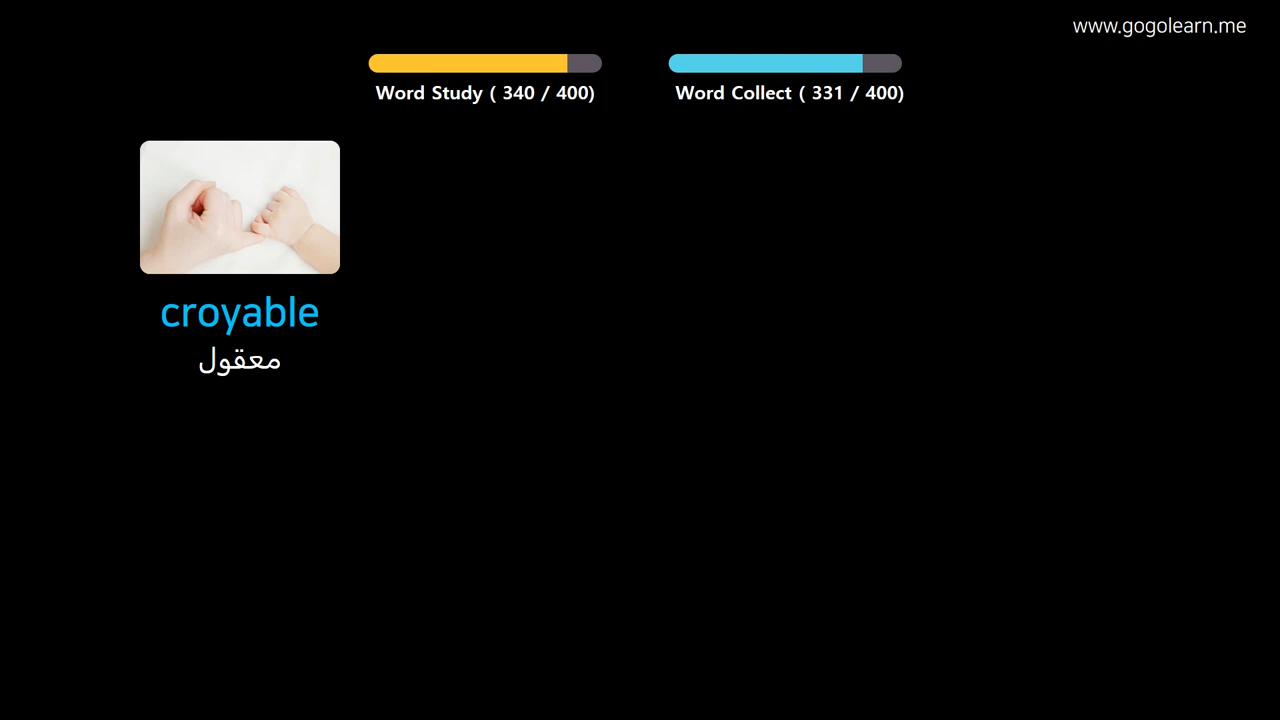 www.gogolearn.me
Word Study ( 340 / 400)
Word Collect ( 331 / 400)
croyable
معقول